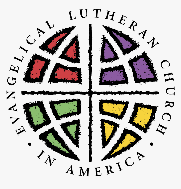 EVANGELICAL LUTHERAN CHURCH
· IN AMERICA ·